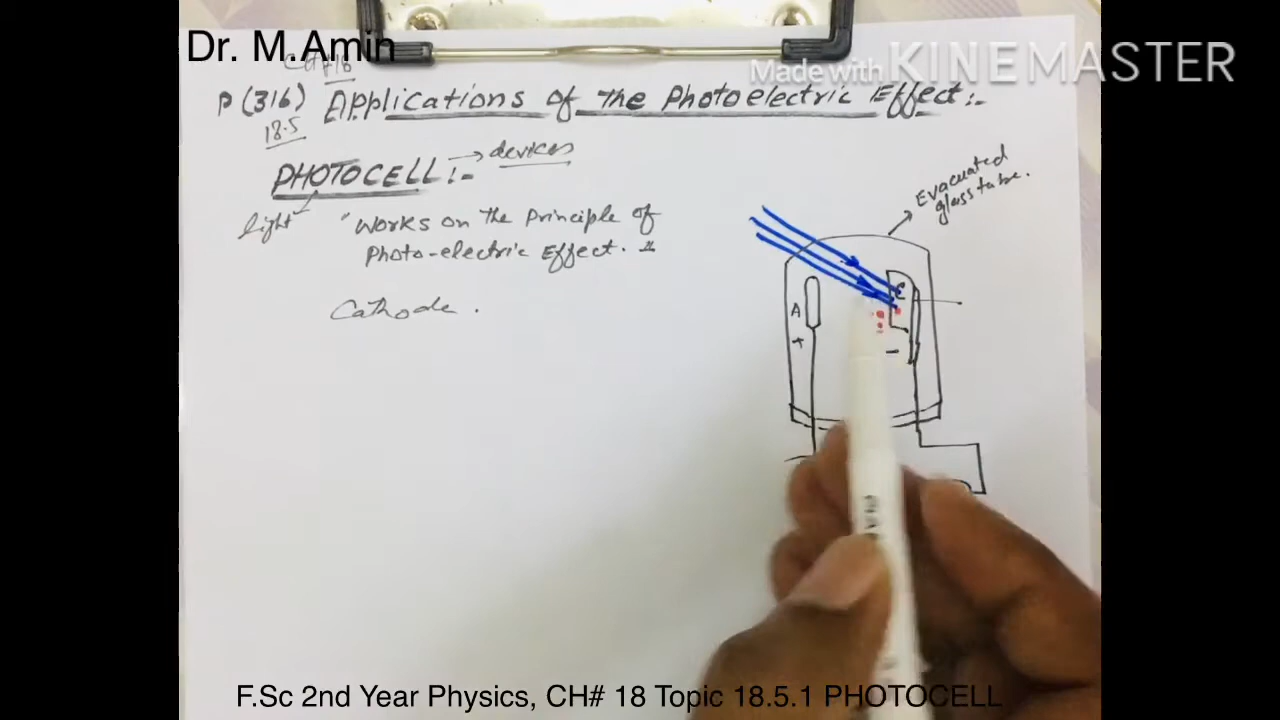 Dr. M.Amin
Made with KINEMASTER
P (316) Applications of the Photoelectric Effect:-
18.5
PHOTOCELL:- → devices
light
"Works on the Principle of
Photo-electric Effect. "
Cathode.
Evacuated
glass tube.
A
+
C
-
F.Sc 2nd Year Physics, CH# 18 Topic 18.5.1 PHOTOCELL